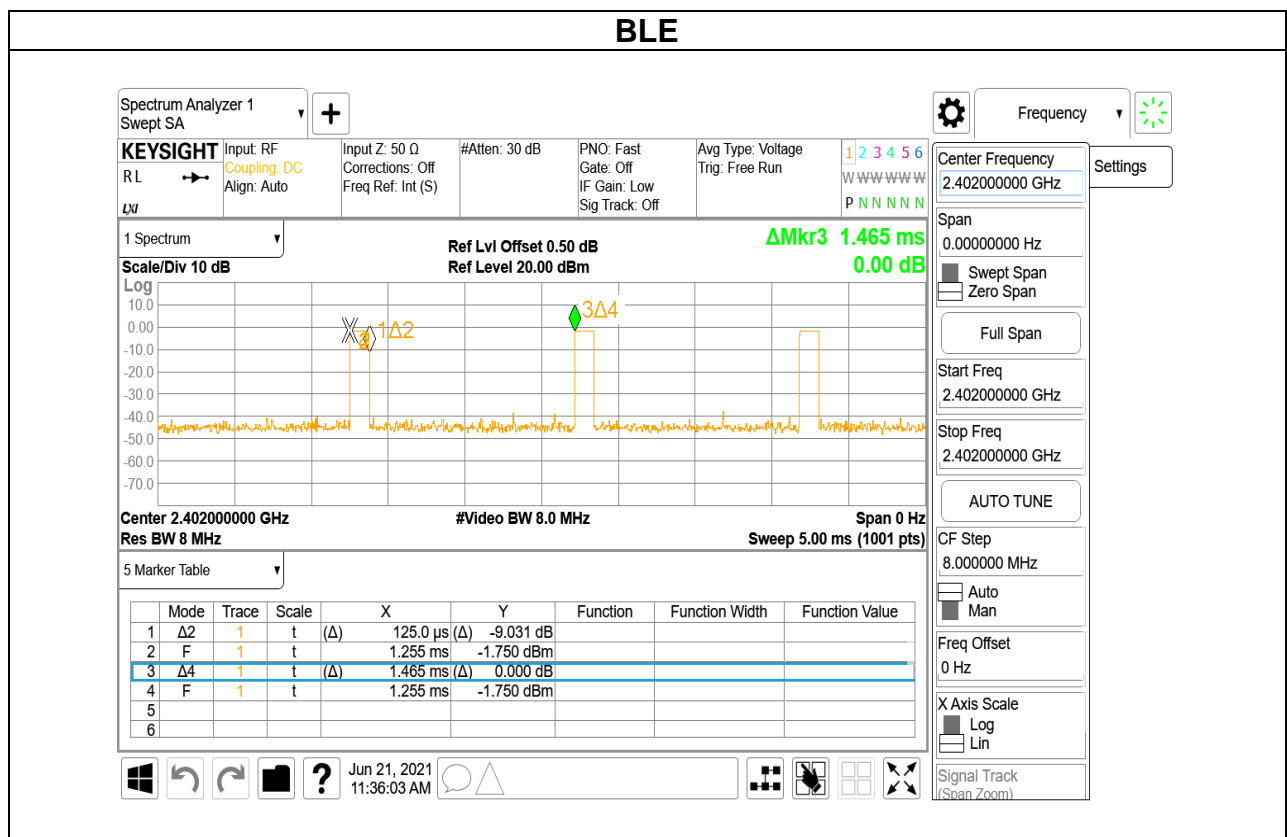 BLE
Spectrum Analyzer 1
Swept SA
Frequency
KEYSIGHT Input: RF Input Z: 50 Ω #Atten: 30 dB PNO: Fast Avg Type: Voltage 1 2 3 4 5 6
RL Coupling: DC Corrections: Off Gate: Off Trig: Free Run W W W W W W
Align: Auto Freq Ref: Int (S) IF Gain: Low
LXI Sig Track: Off P N N N N N
Center Frequency Settings
2.402000000 GHz
1 Spectrum
Scale/Div 10 dB
Ref Lvl Offset 0.50 dB
Ref Level 20.00 dBm
ΔMkr3 1.465 ms
0.00 dB
Log
10.0
0.00
-10.0
-20.0
-30.0
-40.0
-50.0
-60.0
-70.0
1Δ2
3Δ4
Center 2.402000000 GHz #Video BW 8.0 MHz Span 0 Hz
Res BW 8 MHz Sweep 5.00 ms (1001 pts)
Span
0.00000000 Hz
Swept Span
Zero Span
Full Span
Start Freq
2.402000000 GHz
Stop Freq
2.402000000 GHz
AUTO TUNE
CF Step
8.000000 MHz
Auto
Man
Freq Offset
0 Hz
X Axis Scale
Log
Lin
Signal Track
(Span Zoom)
5 Marker Table
Mode Trace Scale X Y Function Function Width Function Value
1 Δ2 1 t (Δ) 125.0 µs (Δ) -9.031 dB
2 F 1 t 1.255 ms -1.750 dBm
3 Δ4 1 t (Δ) 1.465 ms (Δ) 0.000 dB
4 F 1 t 1.255 ms -1.750 dBm
5
6
? Jun 21, 2021
11:36:03 AM